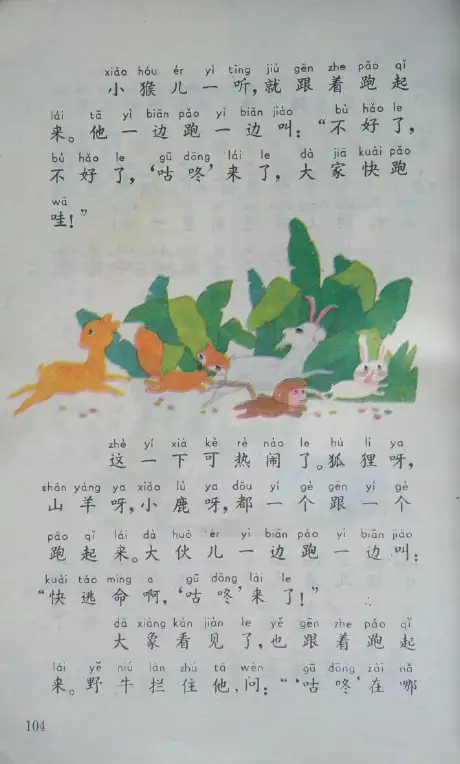 xiǎo hóu ér yì tīng jiù gēn zhe pǎo qǐ
小猴儿一听,就跟着跑起
lái tā yì biān pǎo yì biān jiào bù hǎo le
来。他一边跑一边叫:“不好了,
bù hǎo le gū dōng lái le dà jiā kuài pǎo
不好了,‘咕咚’来了,大家快跑
wā
哇!”
zhè yí xià kě rè nào le hú li ya
这一下可热闹了。狐狸呀,
shān yáng ya xiǎo lù ya dōu yí gè gēn yí gè
山羊呀,小鹿呀,都一个跟一个
pǎo qǐ lái dà huǒ ér yì biān pǎo yì biān jiào
跑起来。大伙儿一边跑一边叫:
kuài táo mìng a gū dōng lái le
“快逃命啊,‘咕咚’来了!”
dà xiàng kàn jiàn le yě gēn zhe pǎo qǐ
大象看见了,也跟着跑起
lái yě niú lán zhù tā wèn gū dōng zài nǎ
来。野牛拦住他,问:“‘咕咚’在哪
104